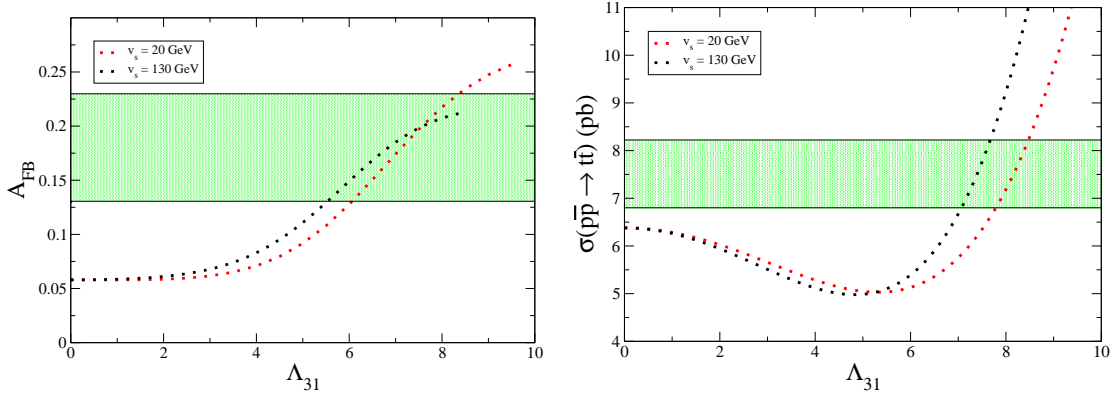 v_s = 20 GeV
v_s = 130 GeV
0.25
0.2
0.15
0.1
0.05
0
A_FB
0 2 4 6 8 10
Λ_31
v_s = 20 GeV
v_s = 130 GeV
11
10
9
8
7
6
5
4
σ(pp̅ → tt̅) (pb)
0 2 4 6 8 10
Λ_31